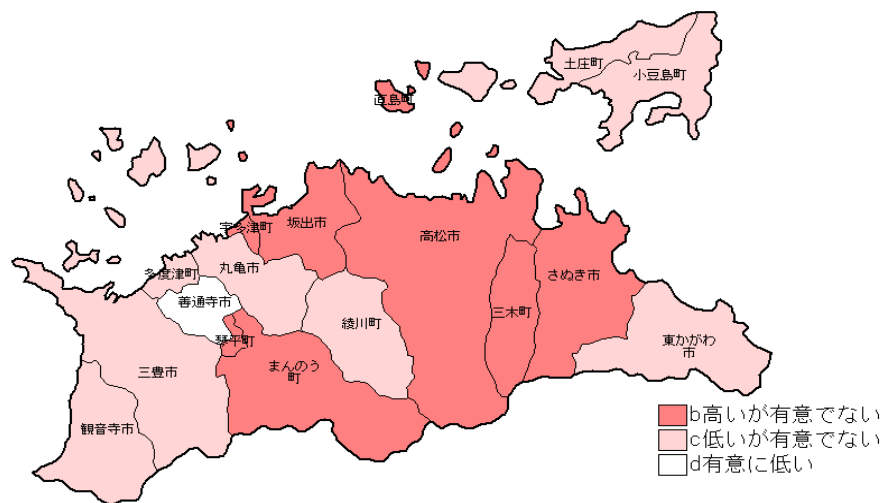 土庄町
小豆島町
直島町
宇多津町
坂出市
高松市
多度津町
丸亀市
さぬき市
善通寺市
三木町
綾川町
琴平町
まんのう
町
東かがわ
市
三豊市
観音寺市
b高いが有意でない
c低いが有意でない
d有意に低い